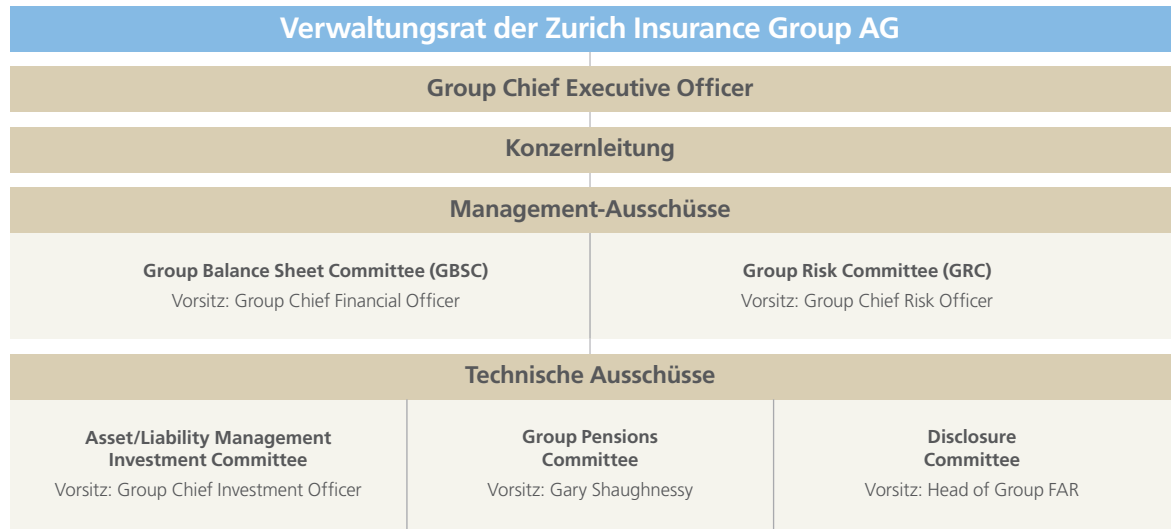 Verwaltungsrat der Zurich Insurance Group AG
Group Chief Executive Officer
Konzernleitung
Management-Ausschüsse
Group Balance Sheet Committee (GBSC)
Vorsitz: Group Chief Financial Officer
Group Risk Committee (GRC)
Vorsitz: Group Chief Risk Officer
Technische Ausschüsse
Asset/Liability Management
Investment Committee
Vorsitz: Group Chief Investment Officer
Group Pensions
Committee
Vorsitz: Gary Shaughnessy
Disclosure
Committee
Vorsitz: Head of Group FAR